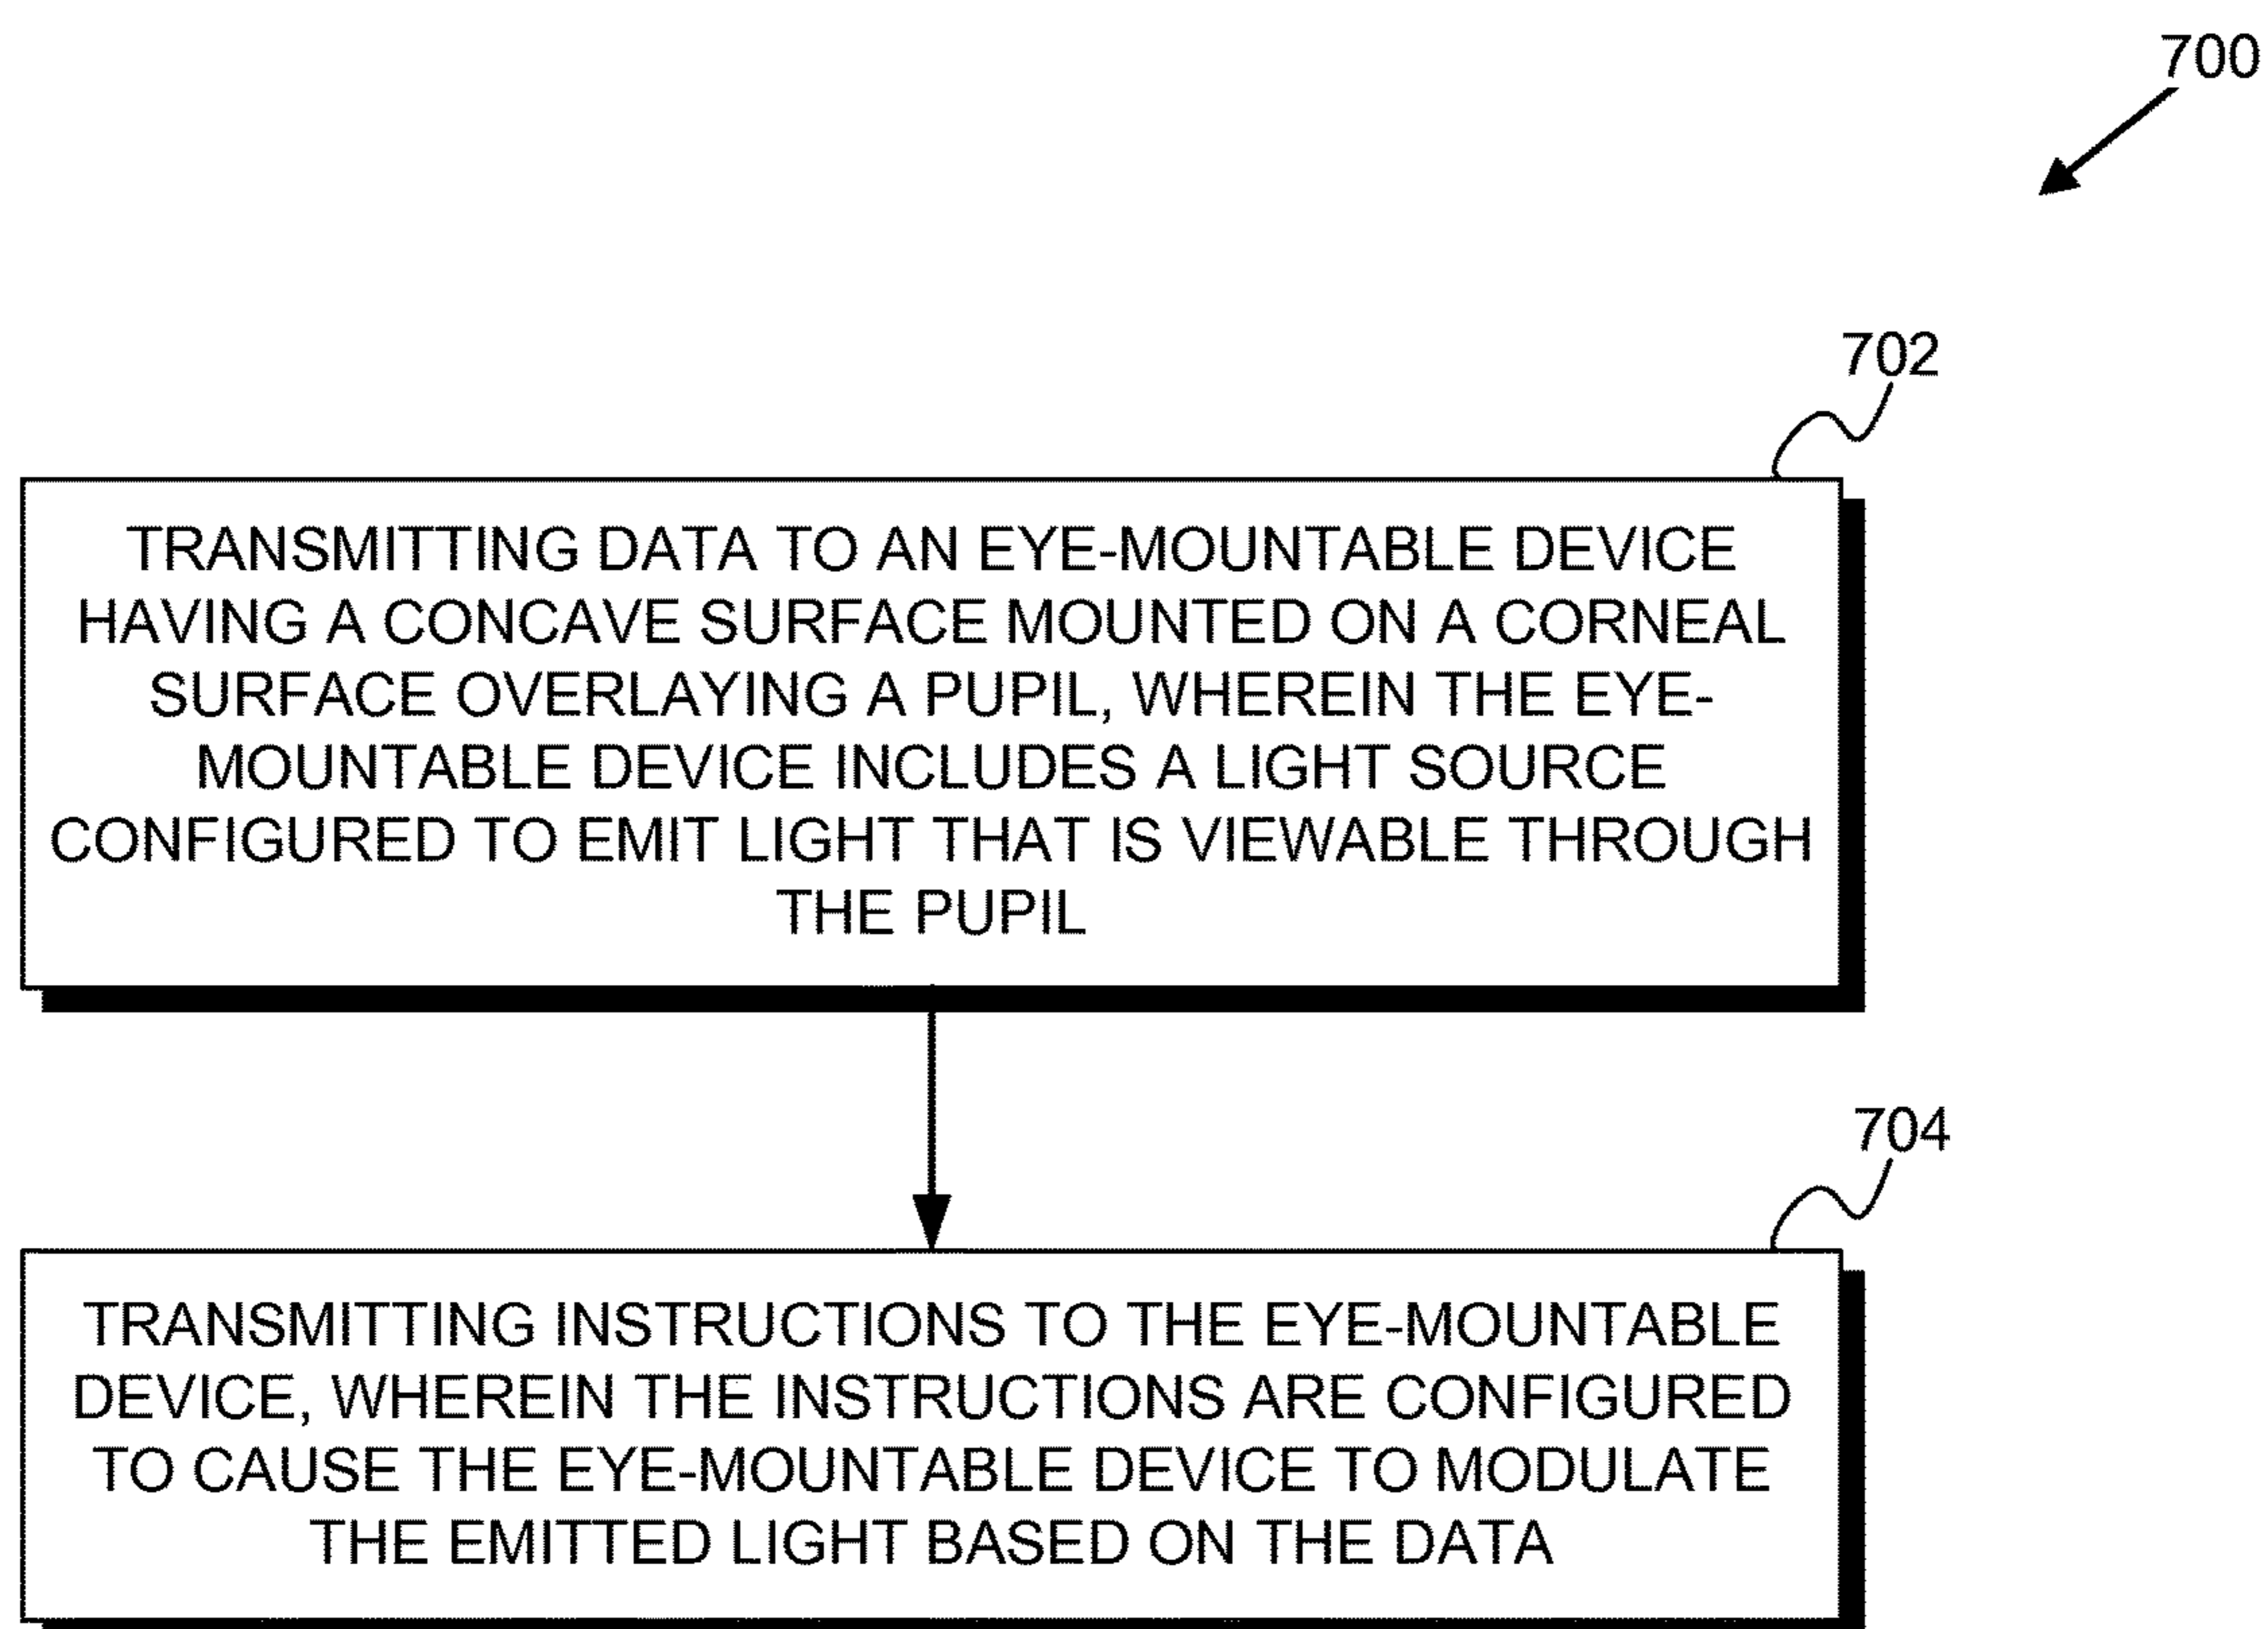 700
702
TRANSMITTING DATA TO AN EYE-MOUNTABLE DEVICE
HAVING A CONCAVE SURFACE MOUNTED ON A CORNEAL
SURFACE OVERLAYING A PUPIL, WHEREIN THE EYE-
MOUNTABLE DEVICE INCLUDES A LIGHT SOURCE
CONFIGURED TO EMIT LIGHT THAT IS VIEWABLE THROUGH
THE PUPIL
704
TRANSMITTING INSTRUCTIONS TO THE EYE-MOUNTABLE
DEVICE, WHEREIN THE INSTRUCTIONS ARE CONFIGURED
TO CAUSE THE EYE-MOUNTABLE DEVICE TO MODULATE
THE EMITTED LIGHT BASED ON THE DATA